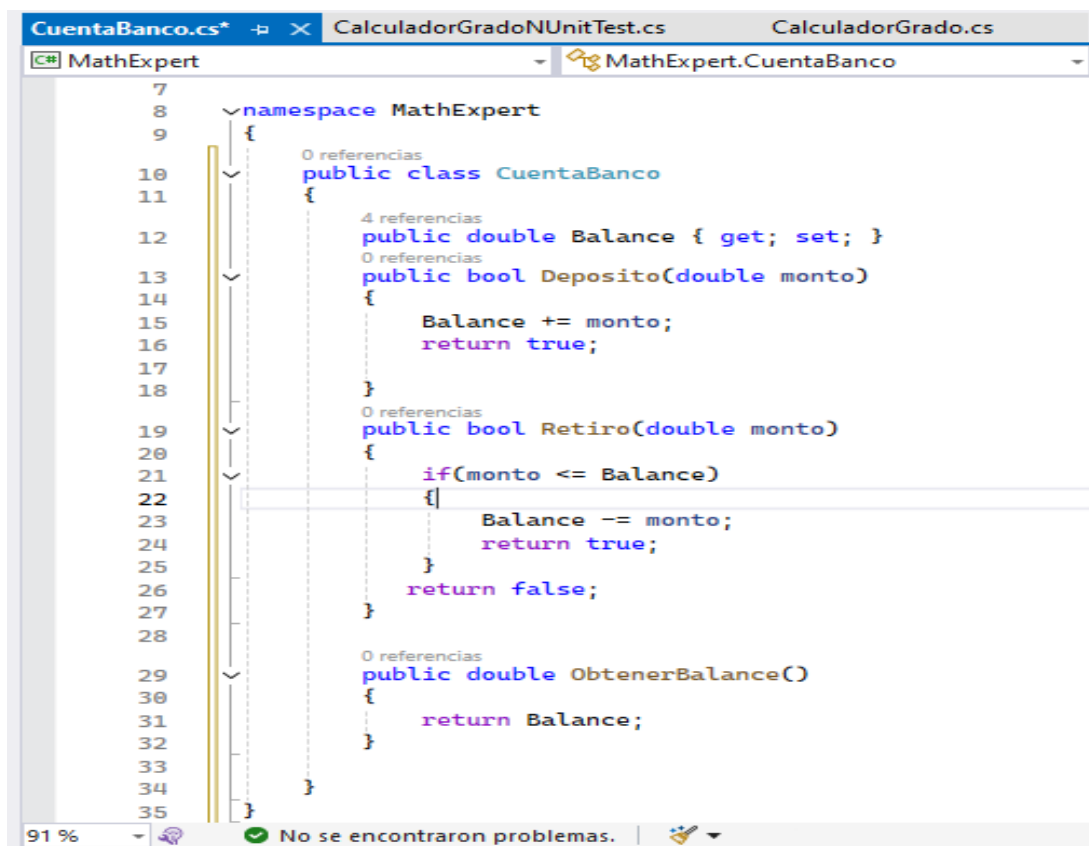 CuentaBanco.cs* CalculadorGradoNUnitTest.cs CalculadorGrado.cs
C# MathExpert MathExpert.CuentaBanco
7
8 namespace MathExpert
9 {
0 referencias
10 public class CuentaBanco
11 {
4 referencias
12 public double Balance { get; set; }
0 referencias
13 public bool Deposito(double monto)
14 {
15 Balance += monto;
16 return true;
17
18 }
0 referencias
19 public bool Retiro(double monto)
20 {
21 if(monto <= Balance)
22 {
23 Balance -= monto;
24 return true;
25 }
26 return false;
27 }
28
0 referencias
29 public double ObtenerBalance()
30 {
31 return Balance;
32 }
33
34 }
35 }
91 % No se encontraron problemas.